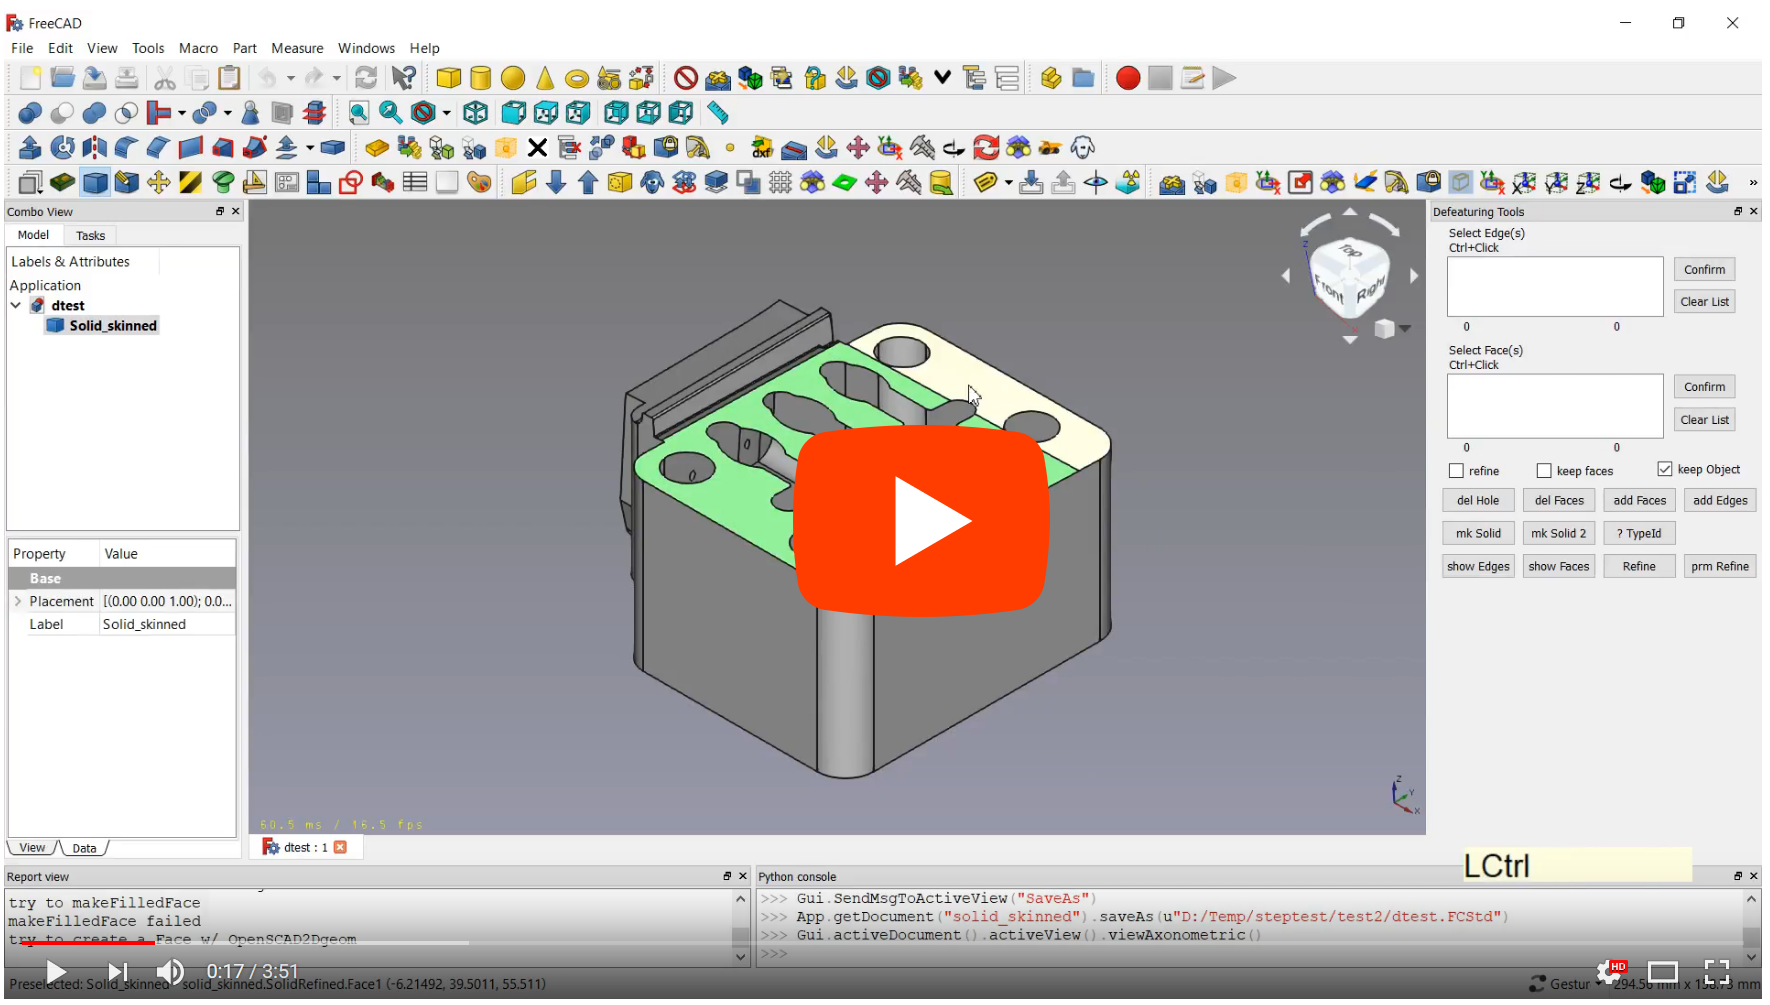 FreeCAD
File Edit View Tools Macro Part Measure Windows Help
Combo View
Model Tasks
Labels & Attributes
Application
dtest
Solid_skinned
Property Value
Base
Placement [(0.00 0.00 1.00); 0.0...
Label Solid_skinned
View Data
Top
Front
Right
Z
Z
Y
X
60.5 ms / 16.5 fps
dtest : 1
Defeaturing Tools
Select Edge(s)
Ctrl+Click
Confirm
Clear List
0 0
Select Face(s)
Ctrl+Click
Confirm
Clear List
0 0
refine keep faces keep Object
del Hole del Faces add Faces add Edges
mk Solid mk Solid 2 ? TypeId
show Edges show Faces Refine prm Refine
LCtrl
Report view
try to makeFilledFace
makeFilledFace failed
try to create a Face w/ OpenSCAD2Dgeom
Python console
>>> Gui.SendMsgToActiveView("SaveAs")
>>> App.getDocument("solid_skinned").saveAs(u"D:/Temp/steptest/test2/dtest.FCStd")
>>> Gui.activeDocument().activeView().viewAxonometric()
>>>
0:17 / 3:51
HD
Preselected: Solid_skinned - solid_skinned.SolidRefined.Face1 (-6.21492, 39.5011, 55.511)
Gestur